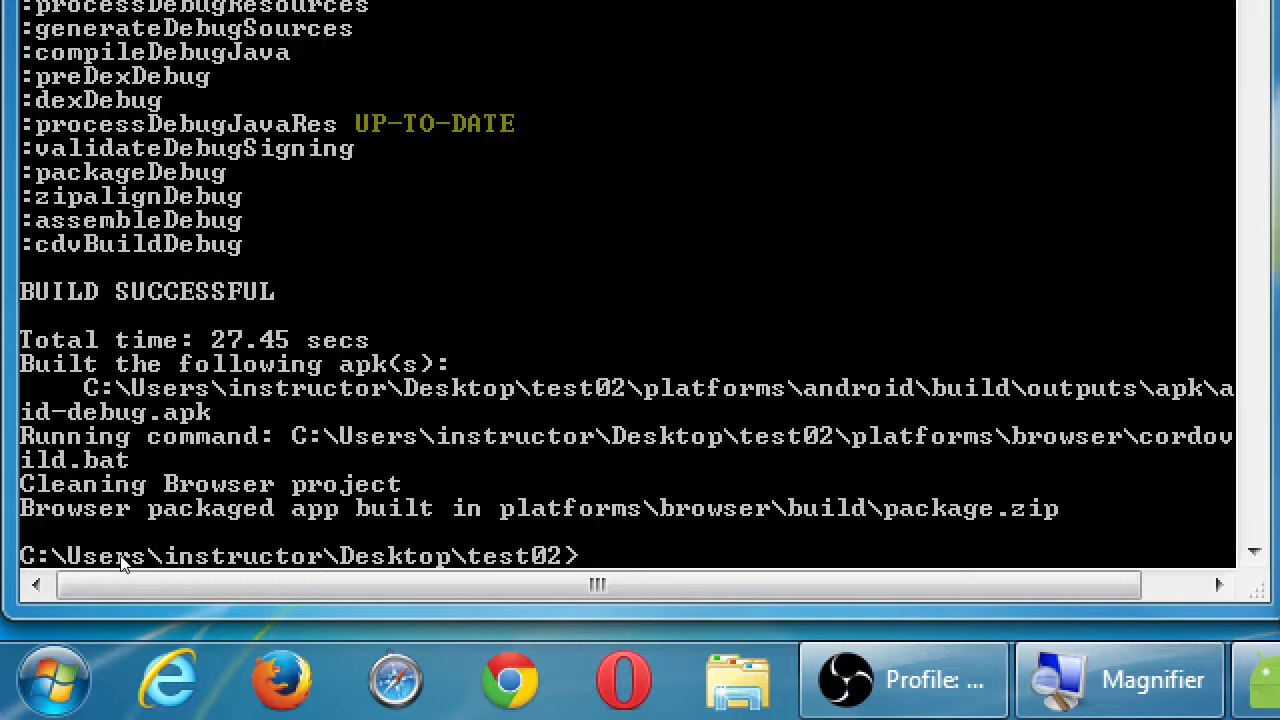 :processDebugResources
:generateDebugSources
:compileDebugJava
:preDexDebug
:dexDebug
:processDebugJavaRes UP-TO-DATE
:validateDebugSigning
:packageDebug
:zipalignDebug
:assembleDebug
:cdvBuildDebug
BUILD SUCCESSFUL
Total time: 27.45 secs
Built the following apk(s):
C:\Users\instructor\Desktop\test02\platforms\android\build\outputs\apk\a
id-debug.apk
Running command: C:\Users\instructor\Desktop\test02\platforms\browser\cordov
ild.bat
Cleaning Browser project
Browser packaged app built in platforms\browser\build\package.zip
C:\Users\instructor\Desktop\test02>
Profile: ...
Magnifier